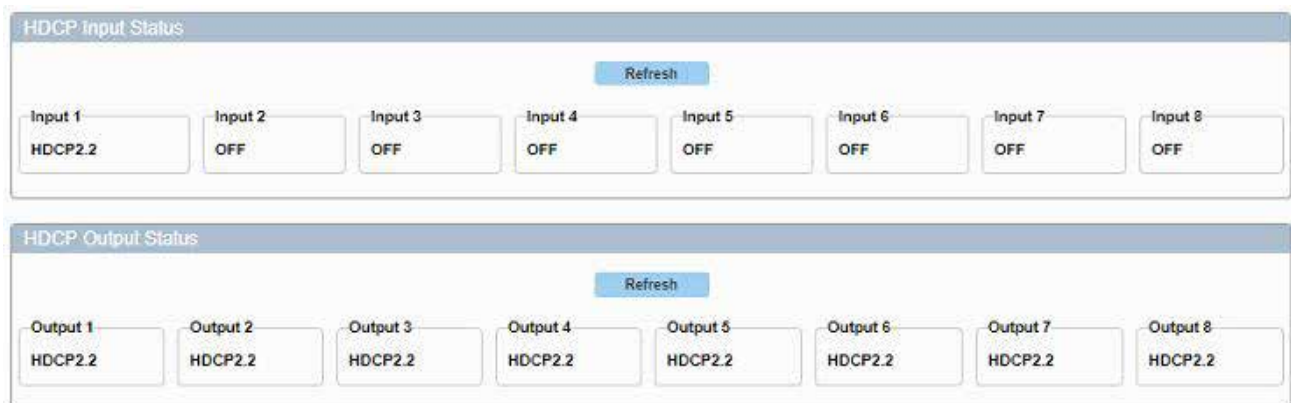 HDCP Input Status
Refresh
Input 1 Input 2 Input 3 Input 4 Input 5 Input 6 Input 7 Input 8
HDCP2.2 OFF OFF OFF OFF OFF OFF OFF
HDCP Output Status
Refresh
Output 1 Output 2 Output 3 Output 4 Output 5 Output 6 Output 7 Output 8
HDCP2.2 HDCP2.2 HDCP2.2 HDCP2.2 HDCP2.2 HDCP2.2 HDCP2.2 HDCP2.2